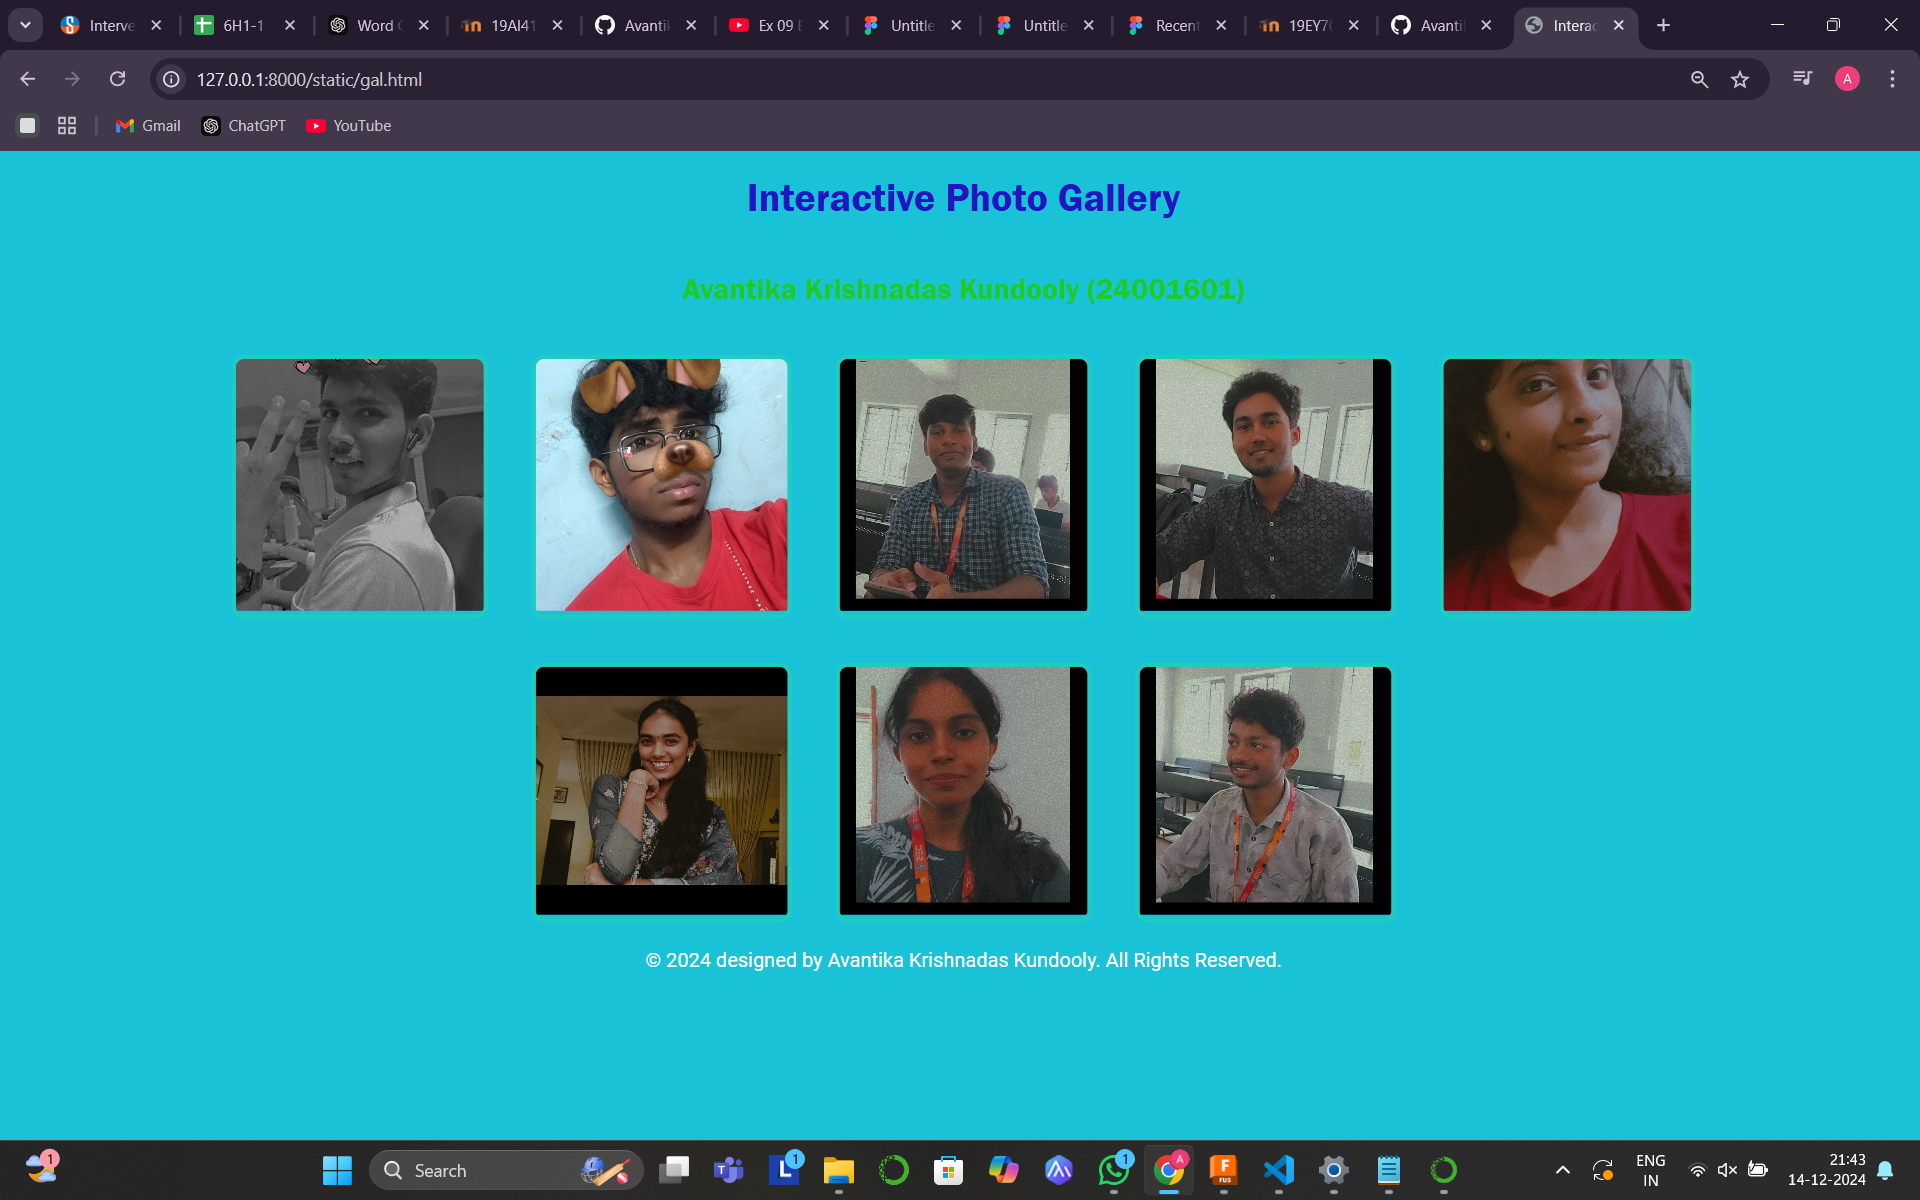 Interve
6H1-1
Word
19AI41
Avanti
Ex 09
Untitle
Untitle
Recent
19EY7
Avanti
Interac
127.0.0.1:8000/static/gal.html
A
Gmail
ChatGPT
YouTube
Interactive Photo Gallery
Avantika Krishnadas Kundooly (24001601)
© 2024 designed by Avantika Krishnadas Kundooly. All Rights Reserved.
1
Search
1
1
A
ENG
IN
21:43
14-12-2024